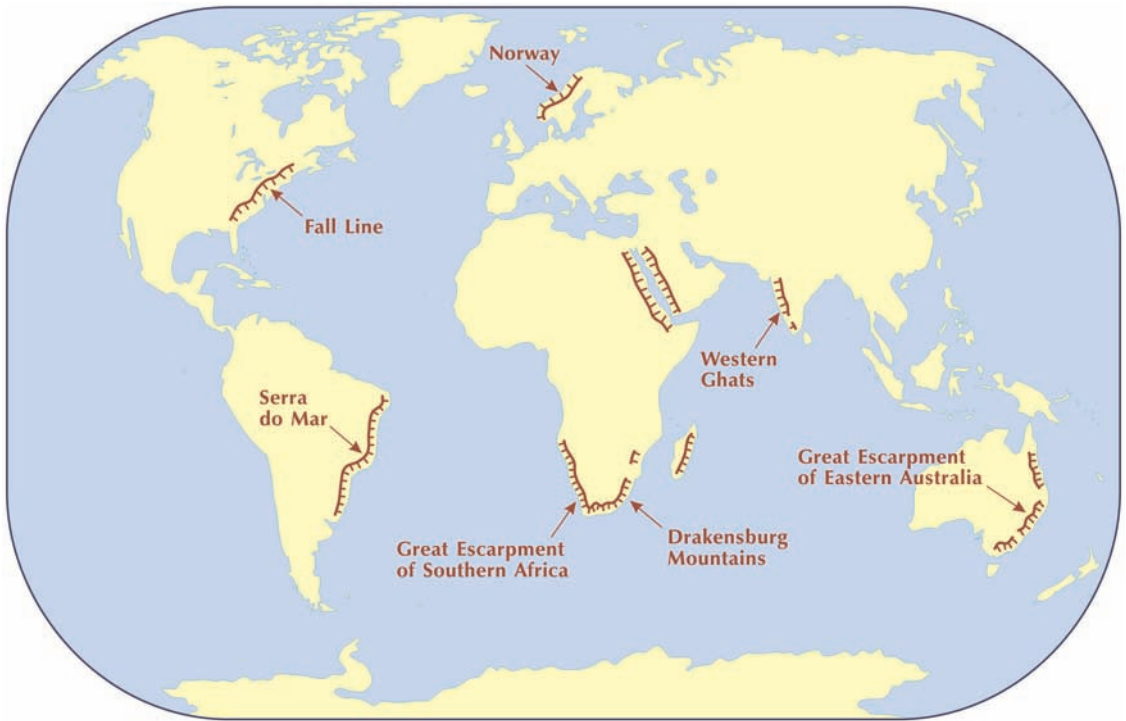 Norway
Fall Line
Western
Ghats
Serra
do Mar
Great Escarpment
of Eastern Australia
Drakensburg
Mountains
Great Escarpment
of Southern Africa